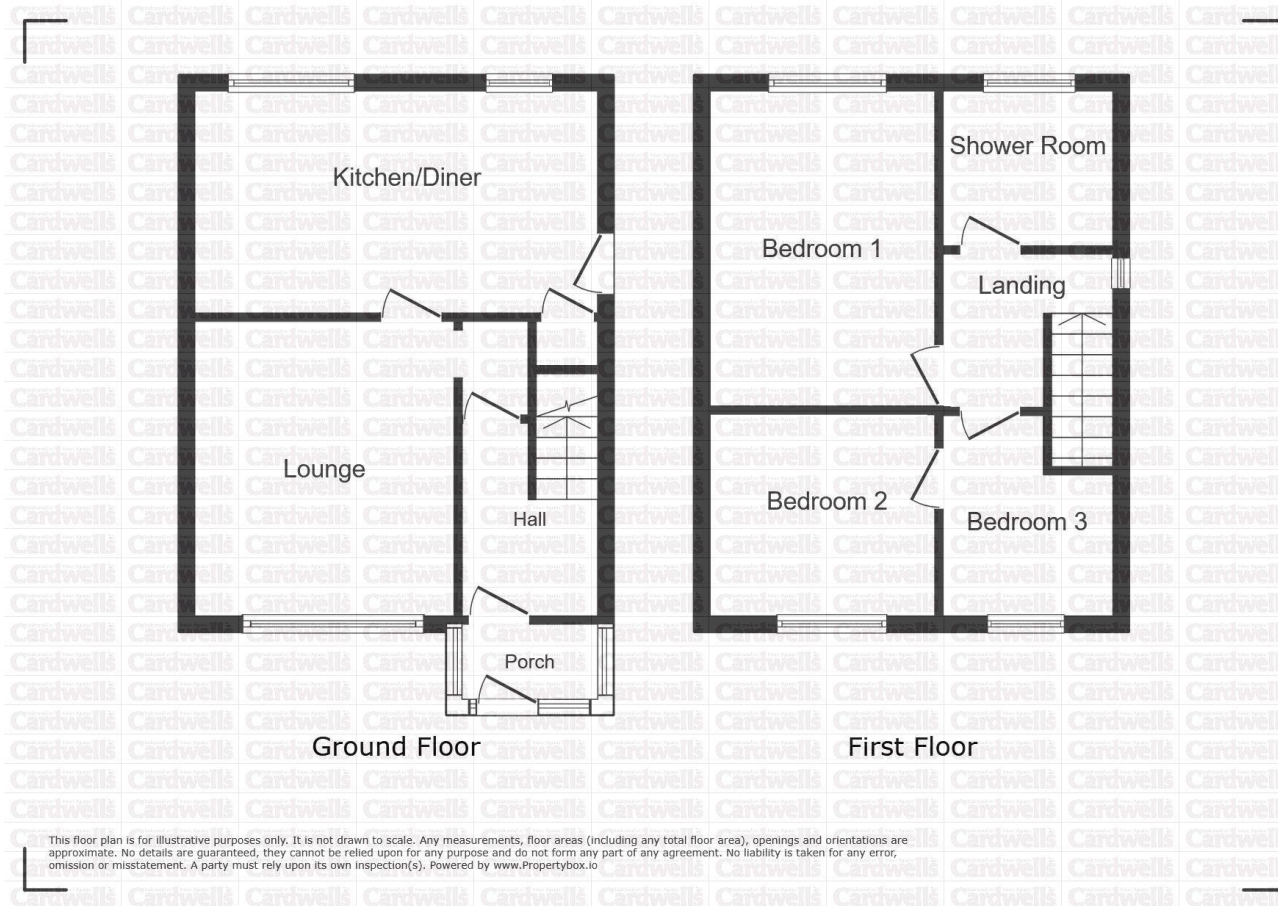 Kitchen/Diner
Lounge
Hall
Porch
Ground Floor
Shower Room
Bedroom 1
Landing
Bedroom 2
Bedroom 3
First Floor
This floor plan is for illustrative purposes only. It is not drawn to scale. Any measurements, floor areas (including any total floor area), openings and orientations are
approximate. No details are guaranteed, they cannot be relied upon for any purpose and do not form any part of any agreement. No liability is taken for any error,
omission or misstatement. A party must rely upon its own inspection(s). Powered by www.Propertybox.io
Cardwells